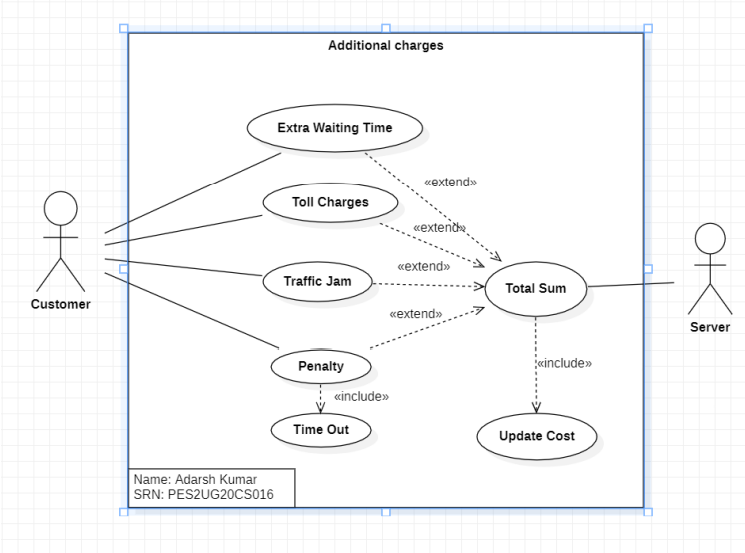 Additional charges
Extra Waiting Time
«extend»
Toll Charges
«extend»
«extend»
Traffic Jam
Total Sum
Customer
«extend»
Server
Penalty
«include»
«include»
Time Out
Update Cost
Name: Adarsh Kumar
SRN: PES2UG20CS016